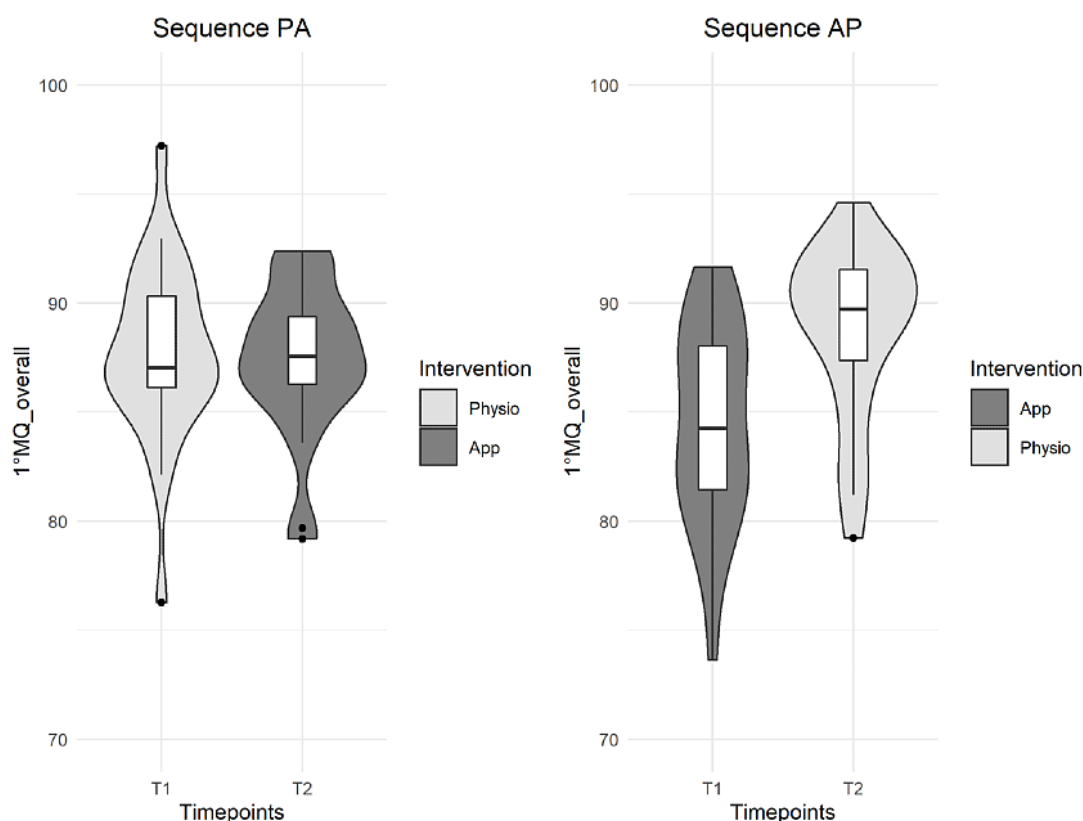 Sequence PA
100
90
80
70
1°MQ_overall
T1
T2
Timepoints
Intervention
Physio
App
Sequence AP
100
90
80
70
1°MQ_overall
T1
T2
Timepoints
Intervention
App
Physio